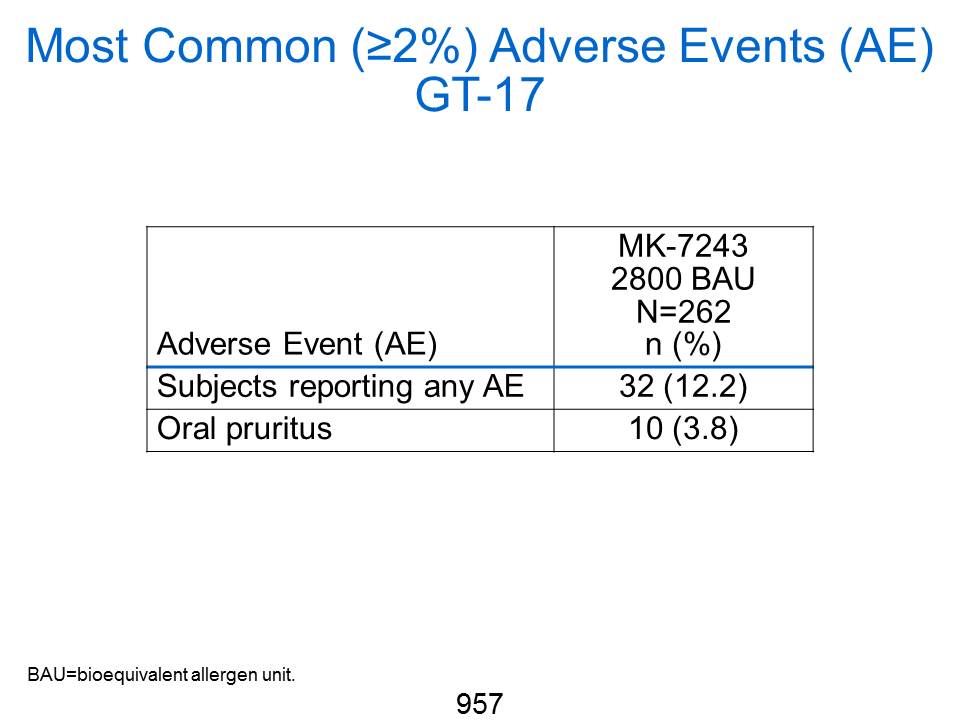 Most Common (≥2%) Adverse Events (AE)
GT-17
MK-7243
2800 BAU
N=262
Adverse Event (AE) n (%)
Subjects reporting any AE 32 (12.2)
Oral pruritus 10 (3.8)
BAU=bioequivalent allergen unit.
957